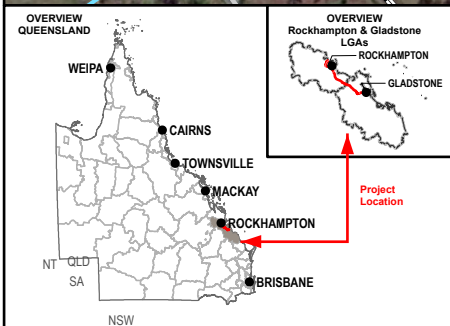 OVERVIEW
QUEENSLAND
WEIPA
CAIRNS
TOWNSVILLE
MACKAY
ROCKHAMPTON
BRISBANE
NT
QLD
SA
NSW
OVERVIEW
Rockhampton & Gladstone
LGAs
ROCKHAMPTON
GLADSTONE
Project
Location